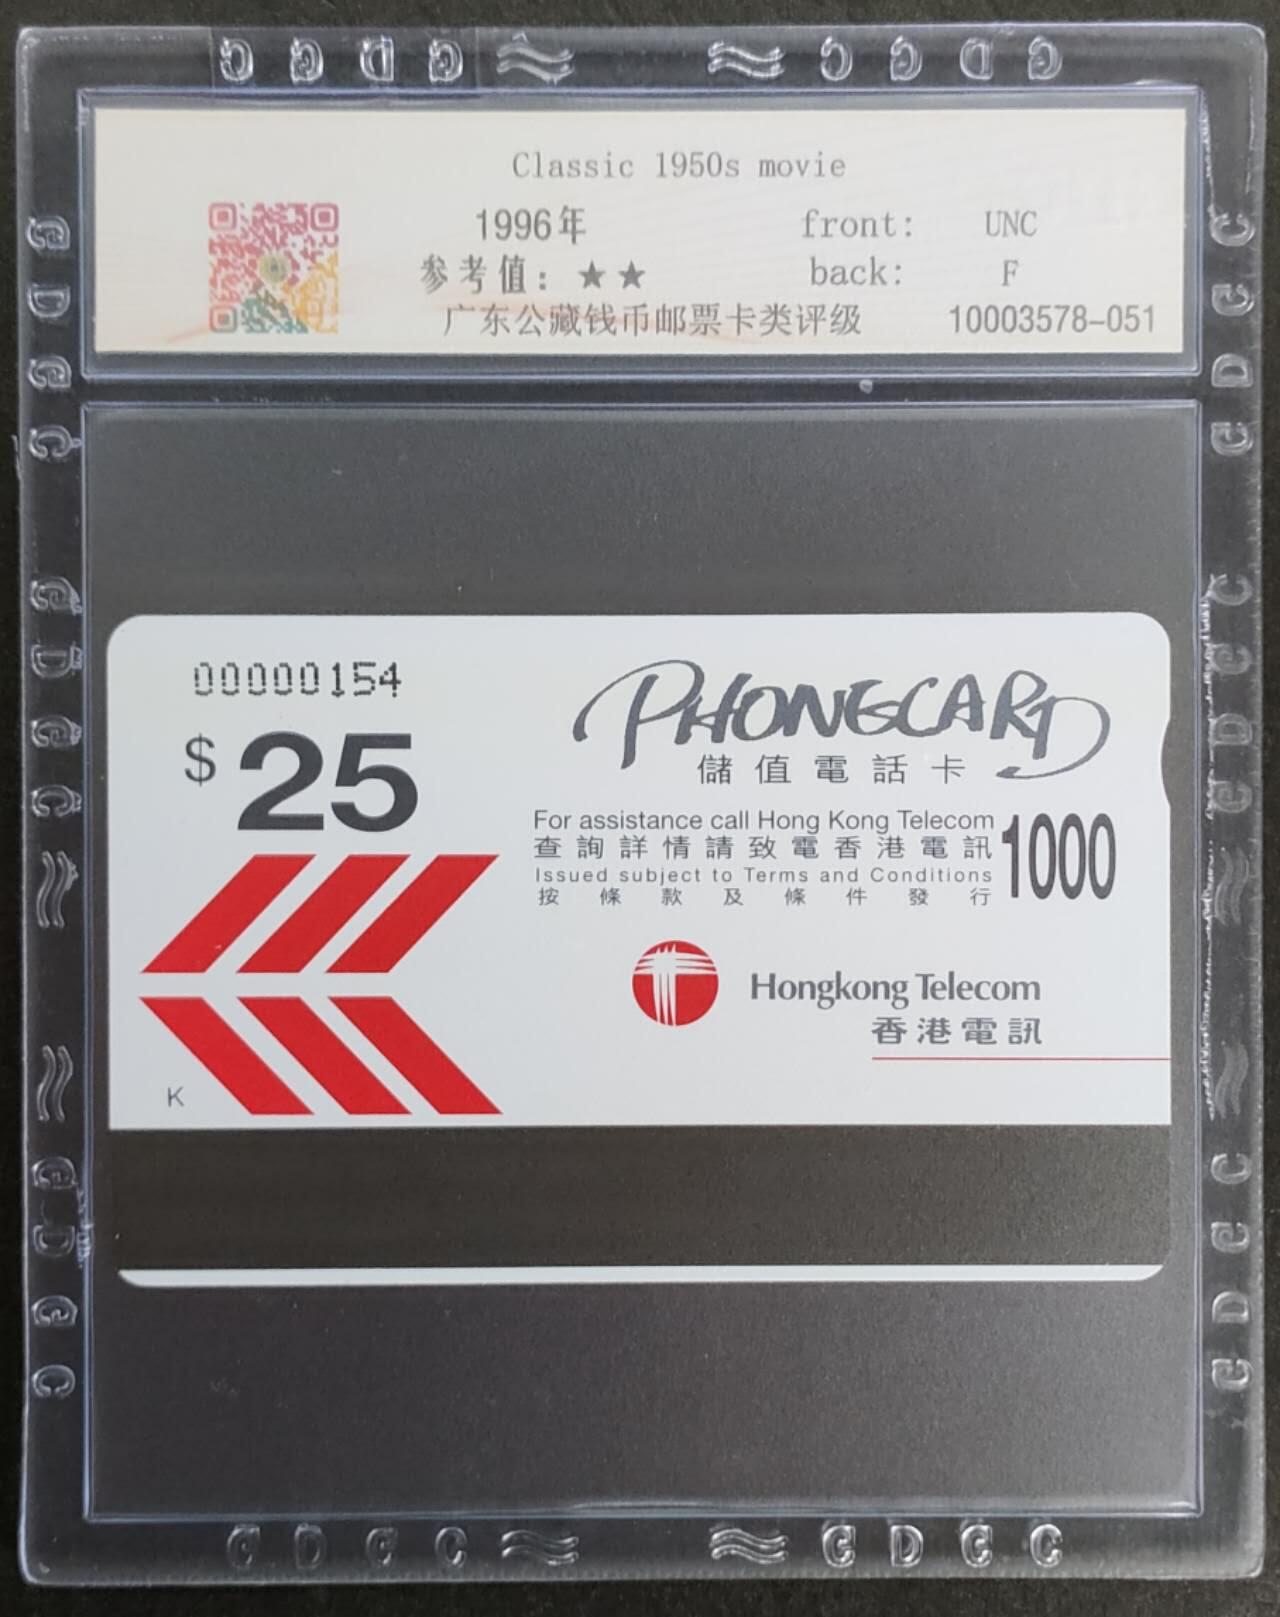 Classic 1950s movie
1996年 front: UNC
参考值：★★ back: F
广东公藏钱币邮票卡类评级 10003578-051
00000154
$25
PHONECARD
儲值電話卡
For assistance call Hong Kong Telecom
查詢詳情請致電香港電訊 1000
Issued subject to Terms and Conditions
按條款及條件發行
Hongkong Telecom
香港電訊
K